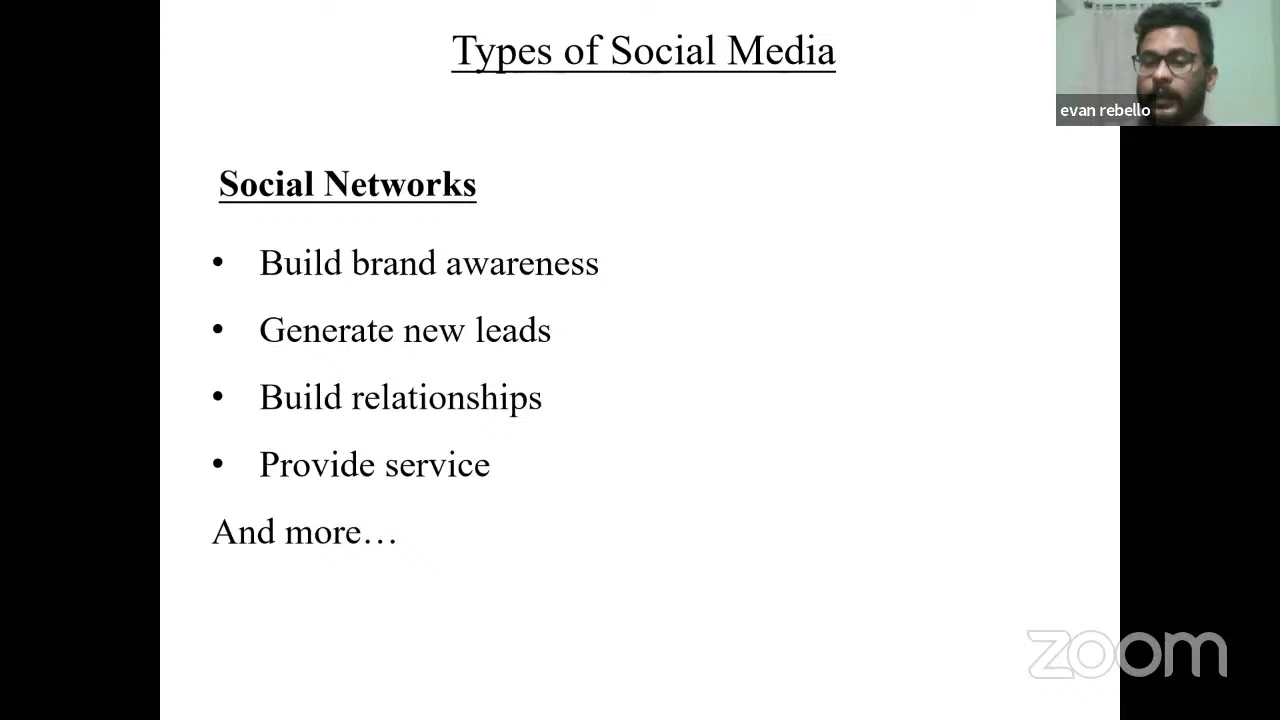 Types of Social Media
evan rebello
Social Networks
• Build brand awareness
• Generate new leads
• Build relationships
• Provide service
And more…
zoom